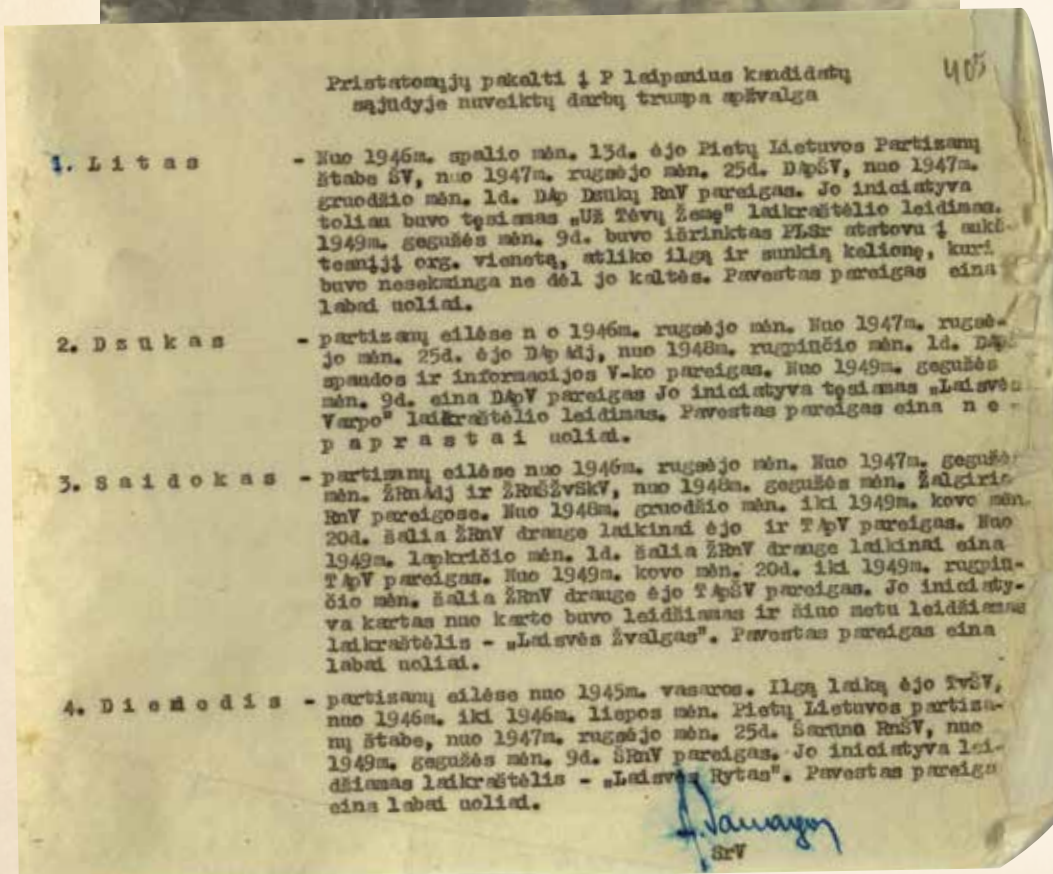 Pristatomųjų pakelti į P laipsnius kandidatų
sąjudyje nuveiktų darbų trumpa apžvalga
405
1. L i t a s - Nuo 1946m. spalio mėn. 13d. ėjo Pietų Lietuvos Partizanų
štabe ŠV, nuo 1947m. rugsėjo mėn. 25d. DApŠV, nuo 1947m.
gruodžio mėn. 1d. DAp Dzukų RnV pareigas. Jo iniciatyva
toliau buvo tęsiamas „Už Tėvų Žemę" laikraštėlio leidimas.
1949m. gegužės mėn. 9d. buvo išrinktas PLSr atstovu į aukš-
tesnįjį org. vienetą, atliko ilgą ir sunkią kelionę, kuri
buvo nesekminga ne dėl jo kaltės. Pavestas pareigas eina
labai uoliai.
2. D z u k a s - partizanų eilėse n o 1946m. rugsėjo mėn. Nuo 1947m. rugsė-
jo mėn. 25d. ėjo DAp Adj, nuo 1948m. rugpiučio mėn. 1d. DAp
spaudos ir informacijos V-ko pareigas. Nuo 1949m. gegužės
mėn. 9d. eina DApV pareigas Jo iniciatyva tęsiamas „Laisvės
Varpo" laikraštėlio leidimas. Pavestas pareigas eina n e -
p a p r a s t a i uoliai.
3. S a i d o k a s - partizanų eilėse nuo 1946m. rugsėjo mėn. Nuo 1947m. gegužės
mėn. ŽRnAdj ir ŽRnŠŽvSkV, nuo 1948m. gegužės mėn. Žalgirio
RnV pareigose. Nuo 1948m. gruodžio mėn. iki 1949m. kovo mėn.
20d. šalia ŽRnV drauge laikinai ėjo ir TApV pareigas. Nuo
1949m. lapkričio mėn. 1d. šalia ŽRnV drauge laikinai eina
TApV pareigas. Nuo 1949m. kovo mėn. 20d. iki 1949m. rugpiu-
čio mėn. šalia ŽRnV drauge ėjo TApŠV pareigas. Jo iniciaty-
va kartas nuo karto buvo leidžiamas ir šiuo metu leidžiamas
laikraštėlis - „Laisvės Žvalgas". Pavestas pareigas eina
labai uoliai.
4. D i e m e d i s - partizanų eilėse nuo 1945m. vasaros. Ilgą laiką ėjo TvŠV,
nuo 1946m. iki 1946m. liepos mėn. Pietų Lietuvos partiza-
nų štabe, nuo 1947m. rugsėjo mėn. 25d. Šarūno RnŠV, nuo
1949m. gegužės mėn. 9d. ŠRnV pareigas. Jo iniciatyva lei-
džiamas laikraštėlis - „Laisvės Rytas". Pavestas pareigas
eina labai uoliai.
SrV